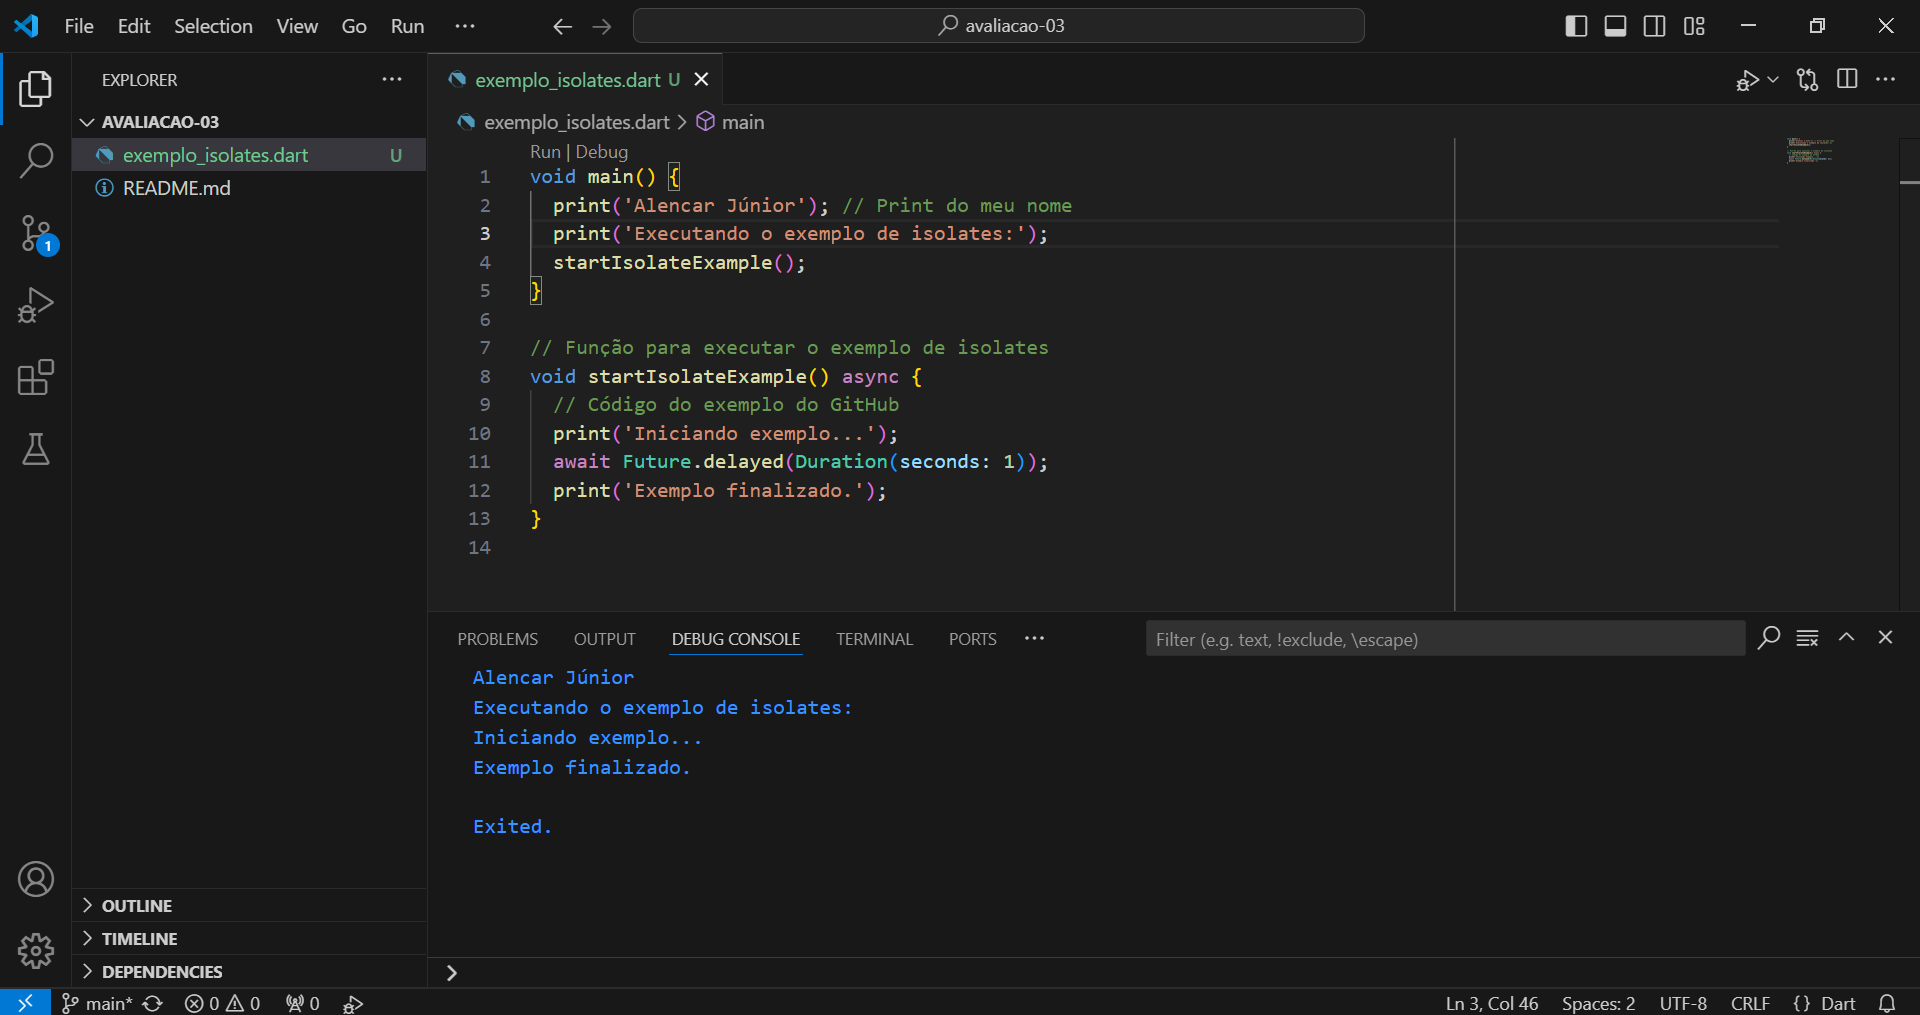 File Edit Selection View Go Run ···
avaliacao-03
EXPLORER ···
AVALIACAO-03
exemplo_isolates.dart U
README.md
1
OUTLINE
TIMELINE
DEPENDENCIES
exemplo_isolates.dart U
exemplo_isolates.dart > main
Run | Debug
1 void main() {
2 print('Alencar Júnior'); // Print do meu nome
3 print('Executando o exemplo de isolates:');
4 startIsolateExample();
5 }
6
7 // Função para executar o exemplo de isolates
8 void startIsolateExample() async {
9 // Código do exemplo do GitHub
10 print('Iniciando exemplo...');
11 await Future.delayed(Duration(seconds: 1));
12 print('Exemplo finalizado.');
13 }
14
PROBLEMS OUTPUT DEBUG CONSOLE TERMINAL PORTS ···
Filter (e.g. text, !exclude, \escape)
Alencar Júnior
Executando o exemplo de isolates:
Iniciando exemplo...
Exemplo finalizado.
Exited.
main* 0 0 0 Ln 3, Col 46 Spaces: 2 UTF-8 CRLF {} Dart